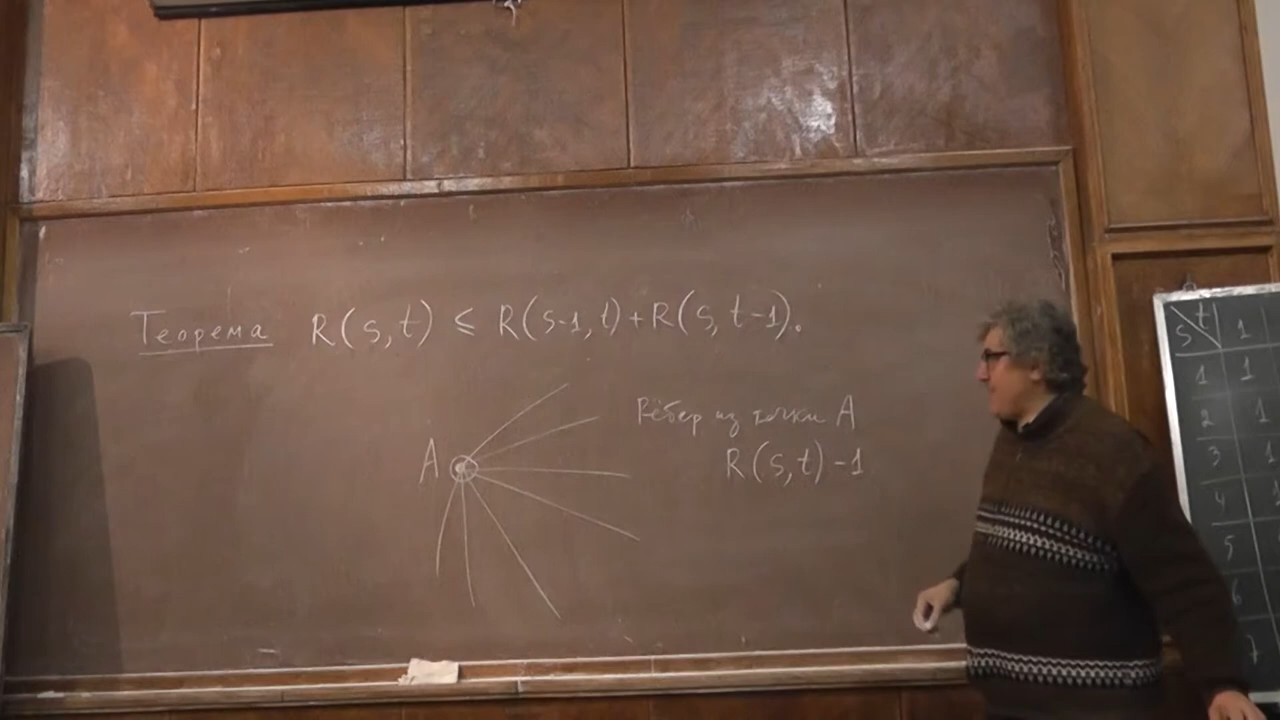 Теорема R(s,t) ≤ R(s-1,t)+R(s,t-1).
A
Рёбер из точки A
R(s,t)-1
s t 1
1 1
2 1
3 1
4
5
6
7